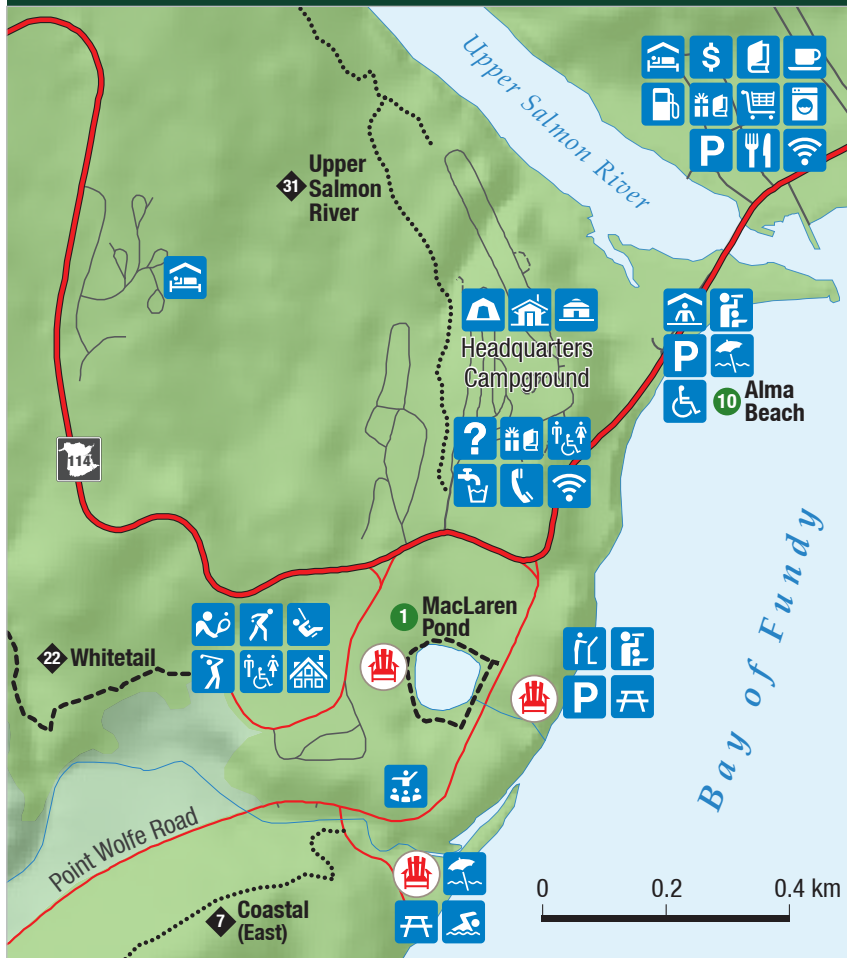 Upper Salmon River
$
P
31
Upper
Salmon
River
Headquarters
Campground
P
10
Alma
Beach
?
114
Bay of Fundy
1
MacLaren
Pond
22
Whitetail
P
Point Wolfe Road
7
Coastal
(East)
0
0.2
0.4 km